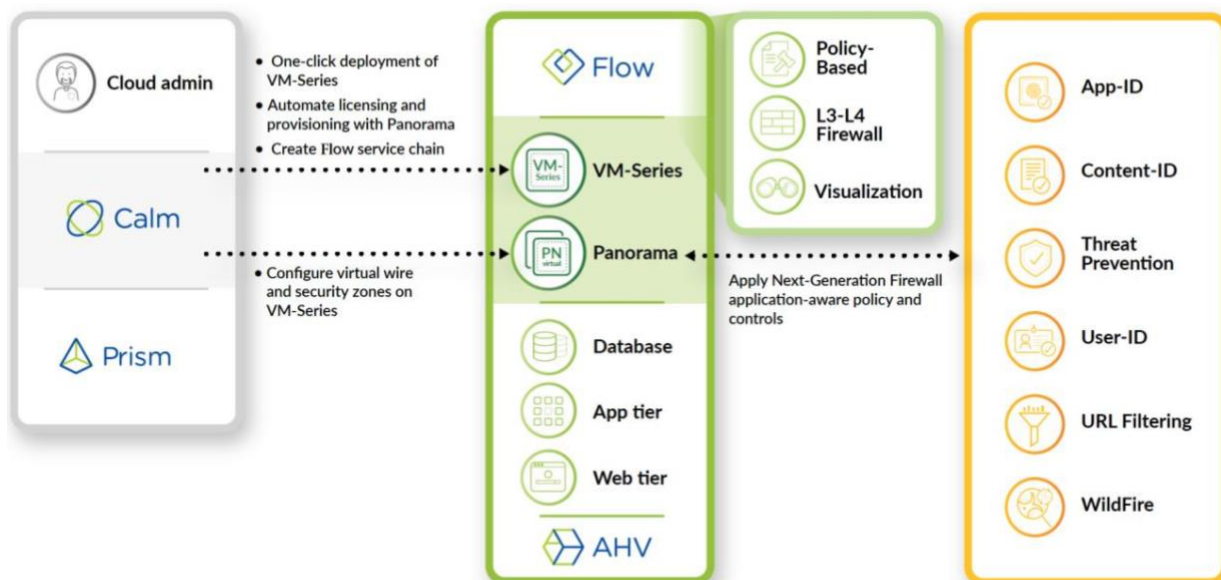 Cloud admin
Calm
Prism
• One-click deployment of
VM-Series
• Automate licensing and
provisioning with Panorama
• Create Flow service chain
• Configure virtual wire
and security zones on
VM-Series
Flow
VM-
Series
VM-Series
PN
virtual
Panorama
Database
App tier
Web tier
AHV
Policy-
Based
L3-L4
Firewall
Visualization
Apply Next-Generation Firewall
application-aware policy and
controls
App-ID
Content-ID
Threat
Prevention
User-ID
URL Filtering
WildFire